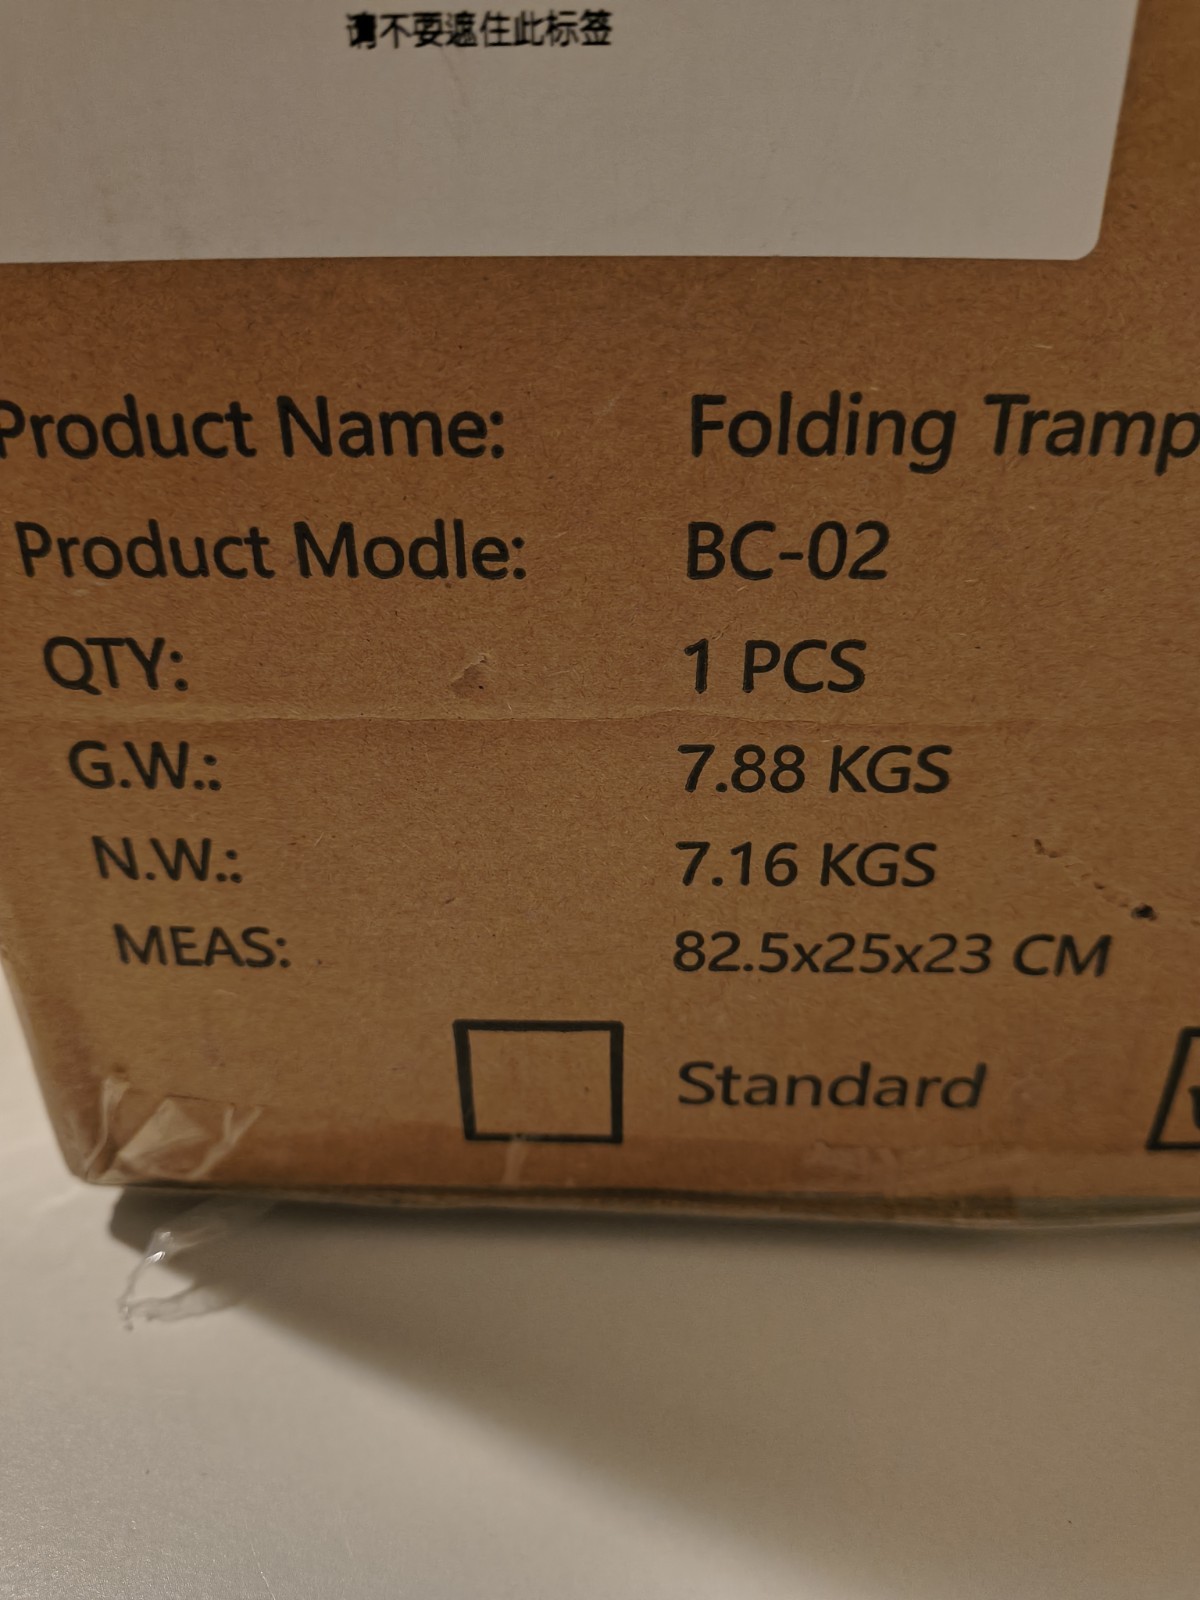 请不要遮住此标签
Product Name: Folding Tramp
Product Modle: BC-02
QTY: 1 PCS
G.W.: 7.88 KGS
N.W.: 7.16 KGS
MEAS: 82.5x25x23 CM
Standard